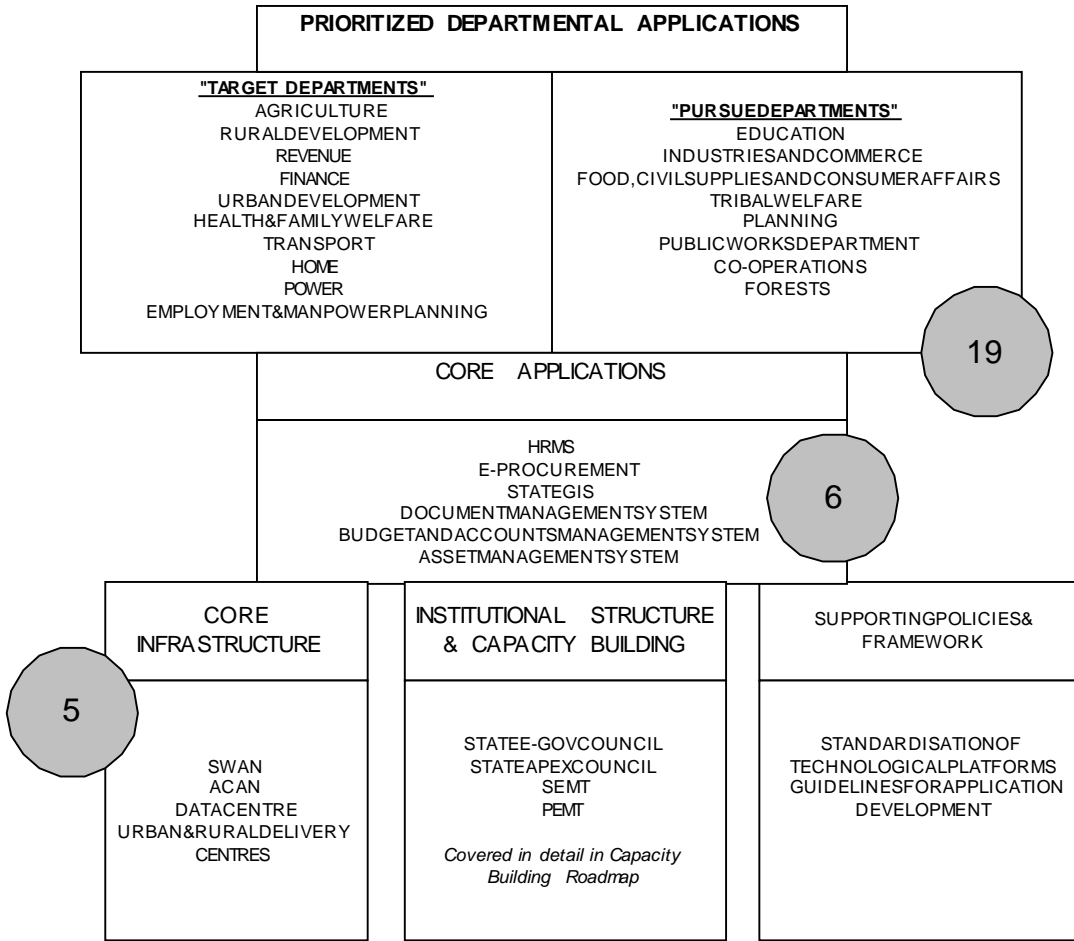 PRIORITIZED DEPARTMENTAL APPLICATIONS
"TARGET DEPARTMENTS"
AGRICULTURE
RURALDEVELOPMENT
REVENUE
FINANCE
URBANDEVELOPMENT
HEALTH&FAMILYWELFARE
TRANSPORT
HOME
POWER
EMPLOYMENT&MANPOWERPLANNING
"PURSUEDEPARTMENTS"
EDUCATION
INDUSTRIESANDCOMMERCE
FOOD,CIVILSUPPLIESANDCONSUMERAFFAIRS
TRIBALWELFARE
PLANNING
PUBLICWORKSDEPARTMENT
CO-OPERATIONS
FORESTS
19
CORE APPLICATIONS
HRMS
E-PROCUREMENT
STATEGIS
DOCUMENTMANAGEMENTSYSTEM
BUDGETANDACCOUNTSMANAGEMENTSYSTEM
ASSETMANAGEMENTSYSTEM
6
CORE
INFRASTRUCTURE
5
SWAN
ACAN
DATACENTRE
URBAN&RURALDELIVERY
CENTRES
INSTITUTIONAL STRUCTURE
& CAPACITY BUILDING
STATEE-GOVCOUNCIL
STATEAPEXCOUNCIL
SEMT
PEMT
Covered in detail in Capacity
Building Roadmap
SUPPORTINGPOLICIES&
FRAMEWORK
STANDARDISATIONOF
TECHNOLOGICALPLATFORMS
GUIDELINESFORAPPLICATION
DEVELOPMENT